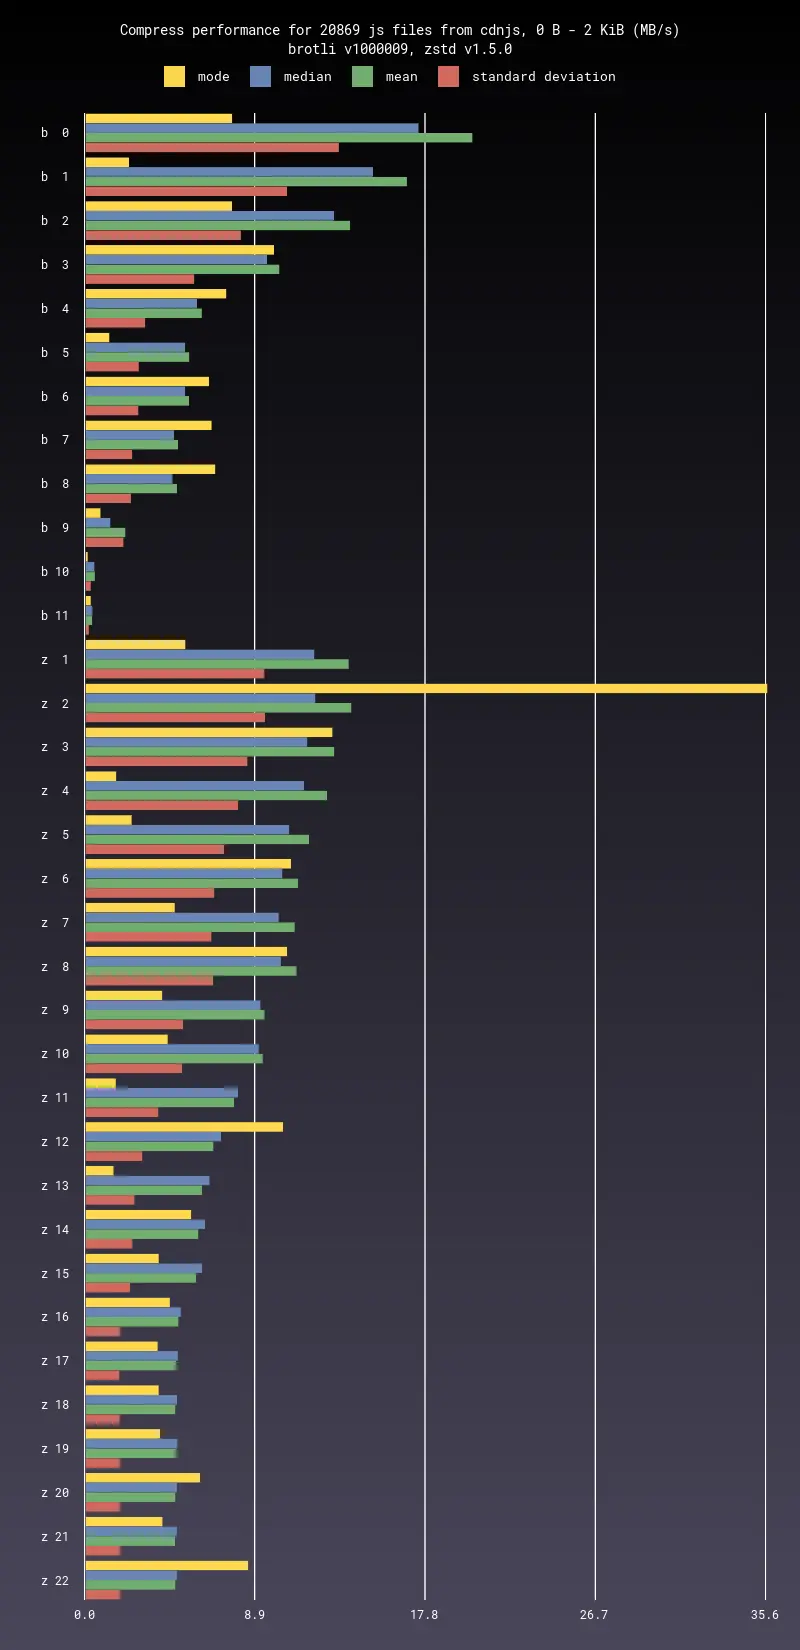 Compress performance for 20869 js files from cdnjs, 0 B - 2 KiB (MB/s)
brotli v1000009, zstd v1.5.0
mode median mean standard deviation
b 0
b 1
b 2
b 3
b 4
b 5
b 6
b 7
b 8
b 9
b 10
b 11
z 1
z 2
z 3
z 4
z 5
z 6
z 7
z 8
z 9
z 10
z 11
z 12
z 13
z 14
z 15
z 16
z 17
z 18
z 19
z 20
z 21
z 22
0.0 8.9 17.8 26.7 35.6